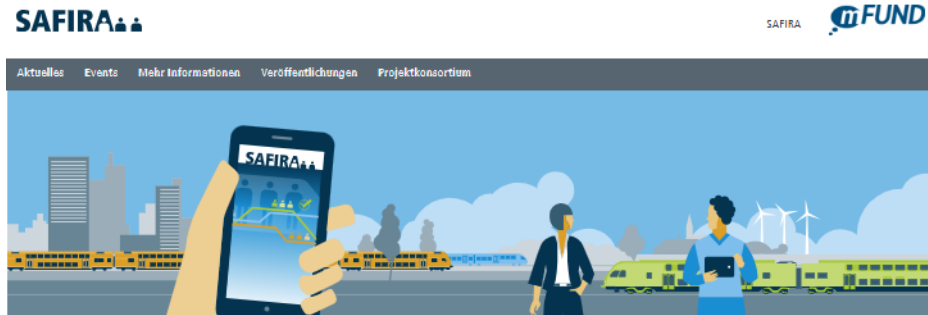 SAFIRA
SAFIRA
mFUND
Aktuelles Events Mehr Informationen Veröffentlichungen Projektkonsortium
SAFIRA